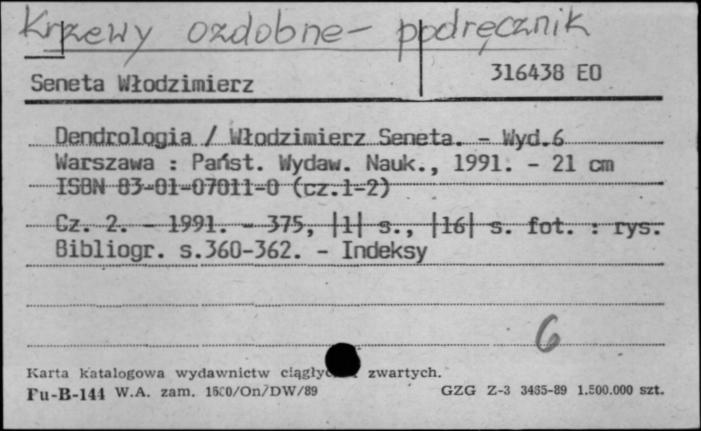 Krzewy ozdobne - podręcznik
Seneta Włodzimierz 316438 EO
Dendrologia / Włodzimierz Seneta. - Wyd.6
Warszawa : Państ. Wydaw. Nauk., 1991. - 21 cm
ISBN 83-01-07011-0 (cz.1-2)
Cz. 2. - 1991. - 375, |1| s., |16| s. fot. : rys.
Bibliogr. s.360-362. - Indeksy
6
Karta katalogowa wydawnictw zwartych.
Pu-B-144 W.A. zam. /On/DW/89 GZG Z-3 3485-89 1.500.000 szt.